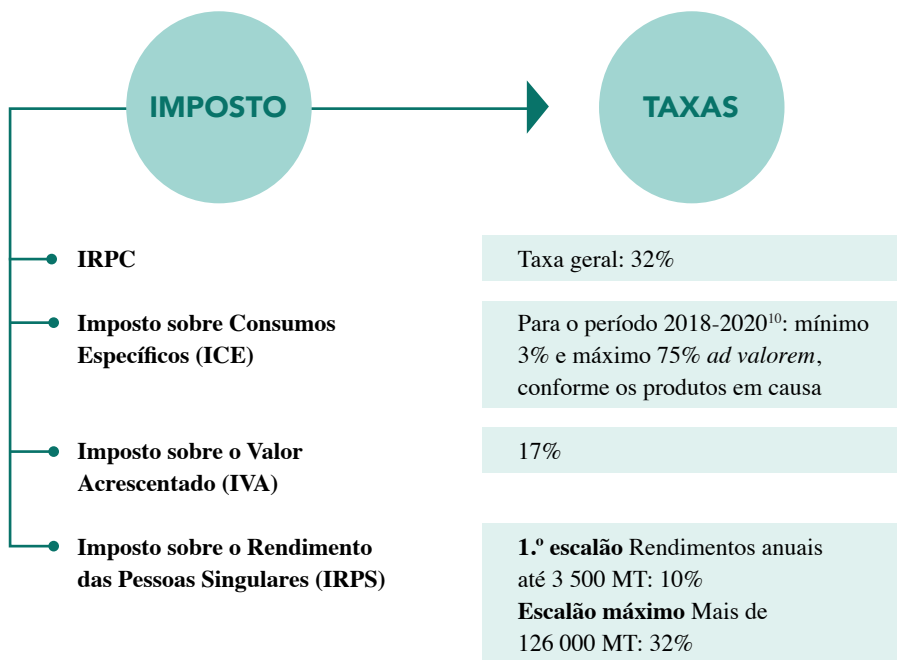 IMPOSTO
TAXAS
IRPC
Taxa geral: 32%
Imposto sobre Consumos
Específicos (ICE)
Para o período 2018-2020¹⁰: mínimo
3% e máximo 75% ad valorem,
conforme os produtos em causa
Imposto sobre o Valor
Acrescentado (IVA)
17%
Imposto sobre o Rendimento
das Pessoas Singulares (IRPS)
1.º escalão Rendimentos anuais
até 3 500 MT: 10%
Escalão máximo Mais de
126 000 MT: 32%